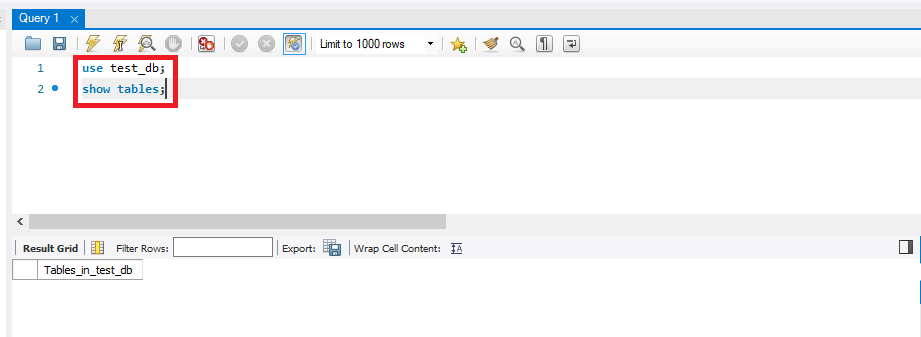 Query 1
Limit to 1000 rows
1 use test_db;
2 show tables;
Result Grid Filter Rows: Export: Wrap Cell Content:
Tables_in_test_db